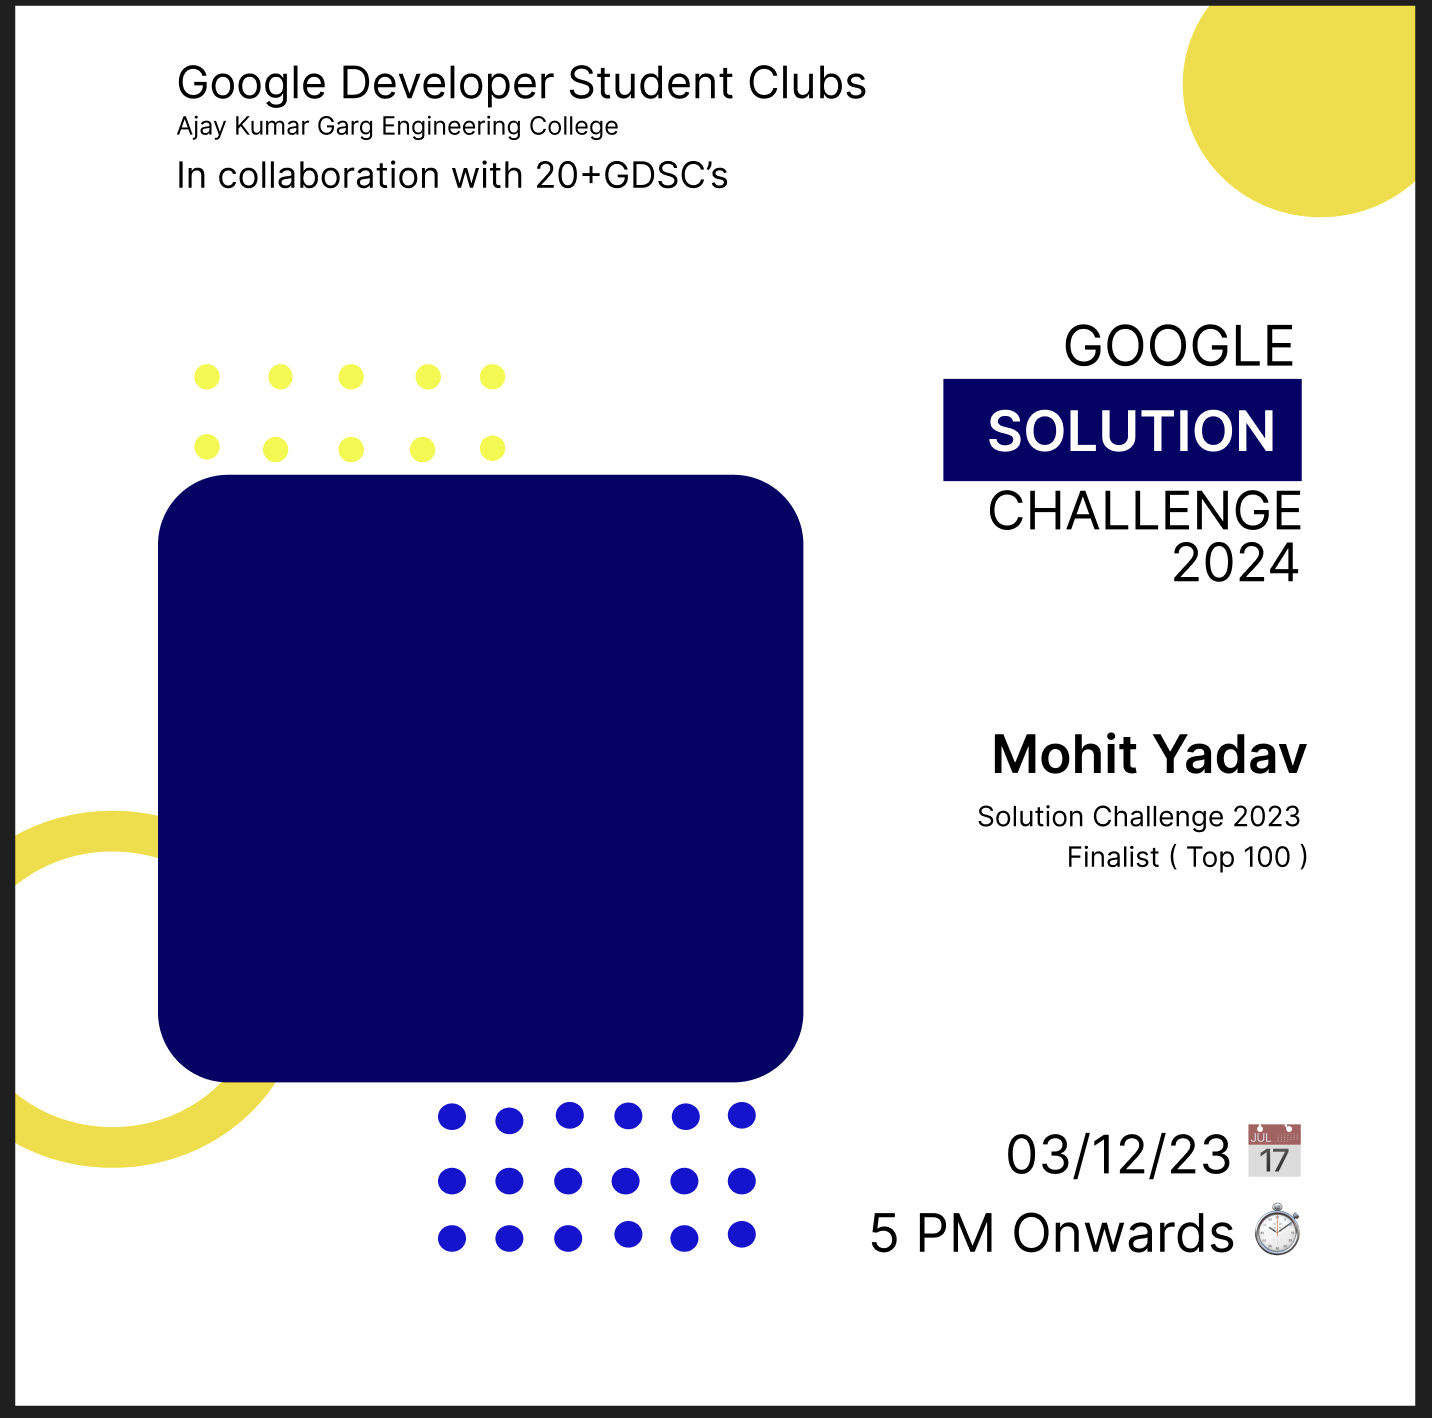 Google Developer Student Clubs
Ajay Kumar Garg Engineering College
In collaboration with 20+GDSC’s
GOOGLE
SOLUTION
CHALLENGE
2024
Mohit Yadav
Solution Challenge 2023
Finalist ( Top 100 )
03/12/23
JUL
17
5 PM Onwards